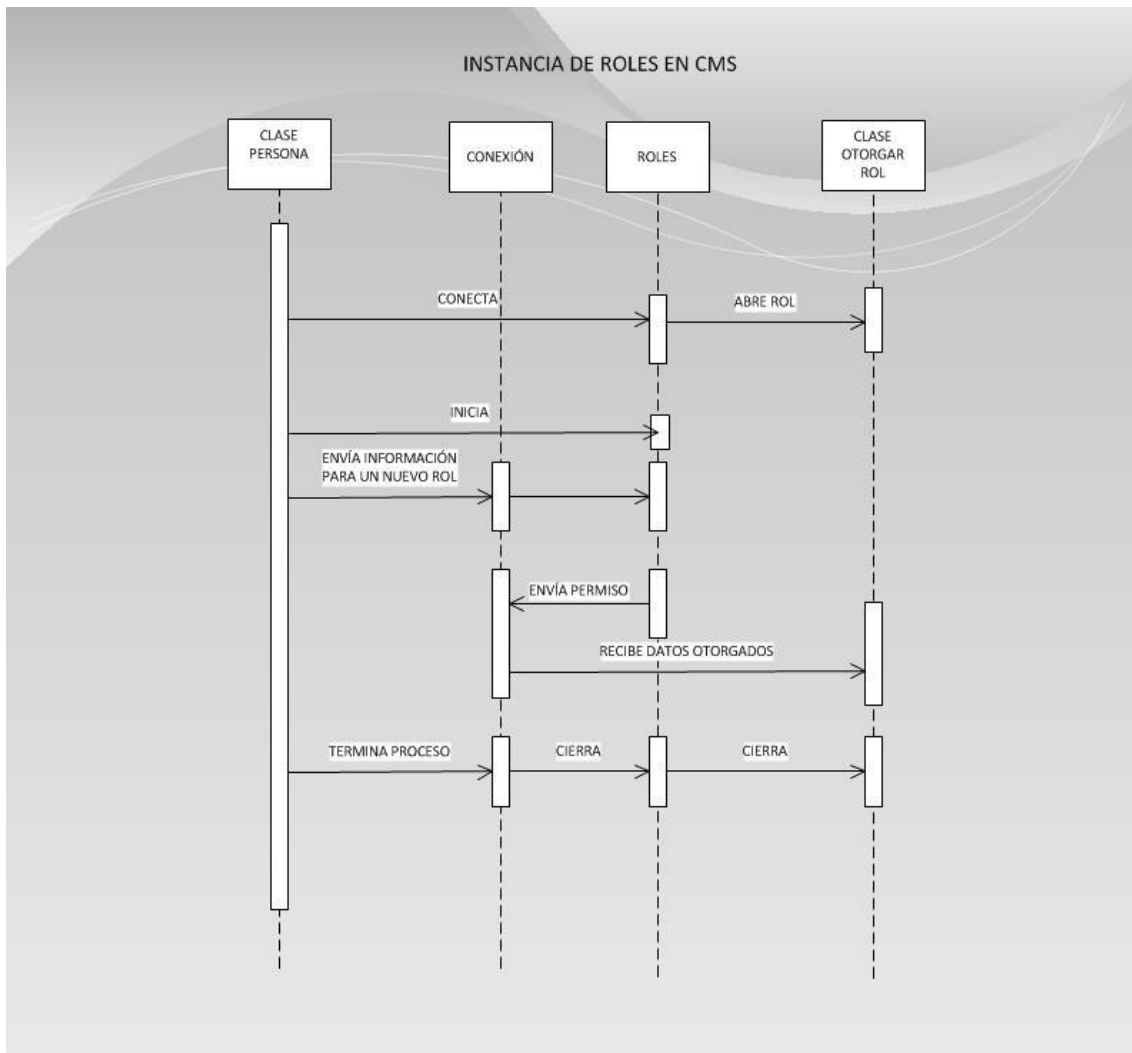 INSTANCIA DE ROLES EN CMS
CLASE
PERSONA
CONEXIÓN
ROLES
CLASE
OTORGAR
ROL
CONECTA
ABRE ROL
INICIA
ENVÍA INFORMACIÓN
PARA UN NUEVO ROL
ENVÍA PERMISO
RECIBE DATOS OTORGADOS
TERMINA PROCESO
CIERRA
CIERRA